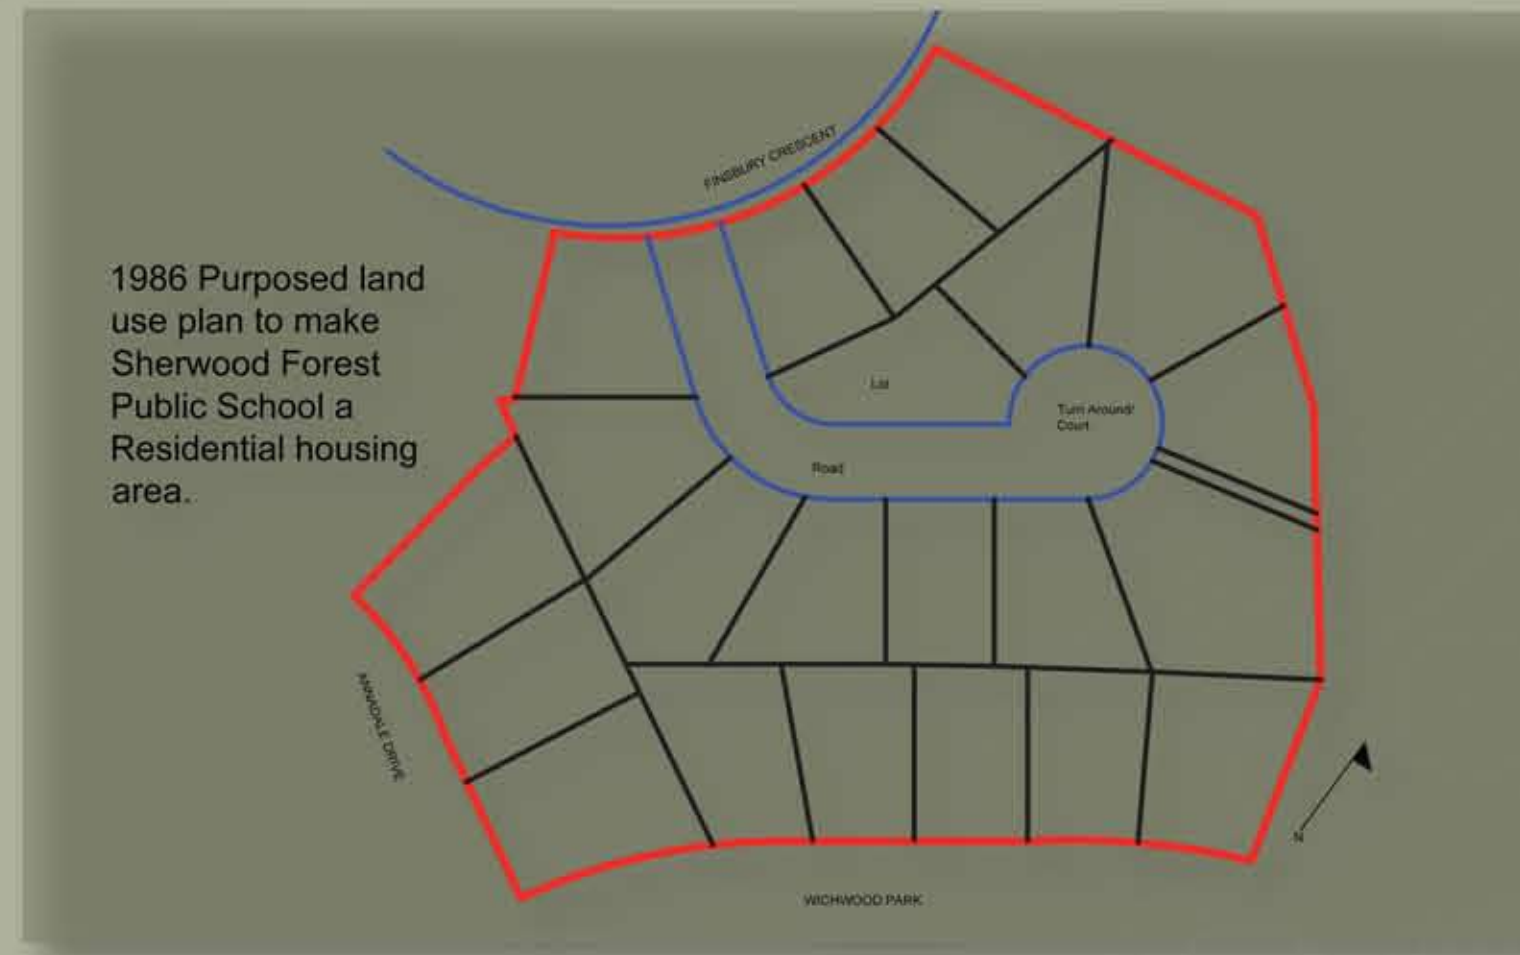 FINSBURY CRESCENT
1986 Purposed land
use plan to make
Sherwood Forest
Public School a
Residential housing
area.
Lot
Turn Around/
Court
Road
ANNADALE DRIVE
N
WICHWOOD PARK